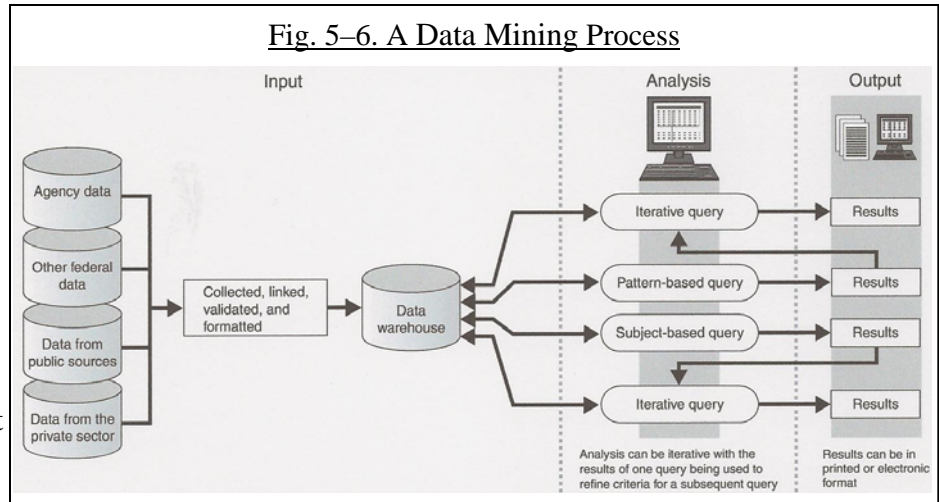 Fig. 5–6. A Data Mining Process
Input
Analysis
Output
Agency data
Other federal
data
Data from
public sources
Data from the
private sector
Collected, linked,
validated, and
formatted
Data
warehouse
Iterative query
Results
Pattern-based query
Results
Subject-based query
Results
Iterative query
Results
Analysis can be iterative with the
results of one query being used to
refine criteria for a subsequent query
Results can be in
printed or electronic
format
t